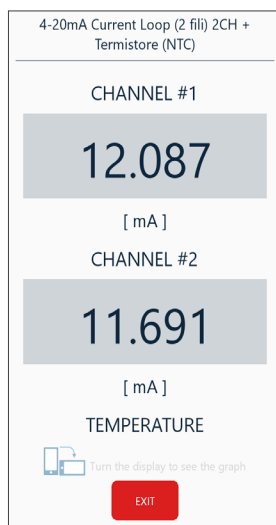 4-20mA Current Loop (2 fili) 2CH +
Termistore (NTC)
CHANNEL #1
12.087
[ mA ]
CHANNEL #2
11.691
[ mA ]
TEMPERATURE
Turn the display to see the graph
EXIT